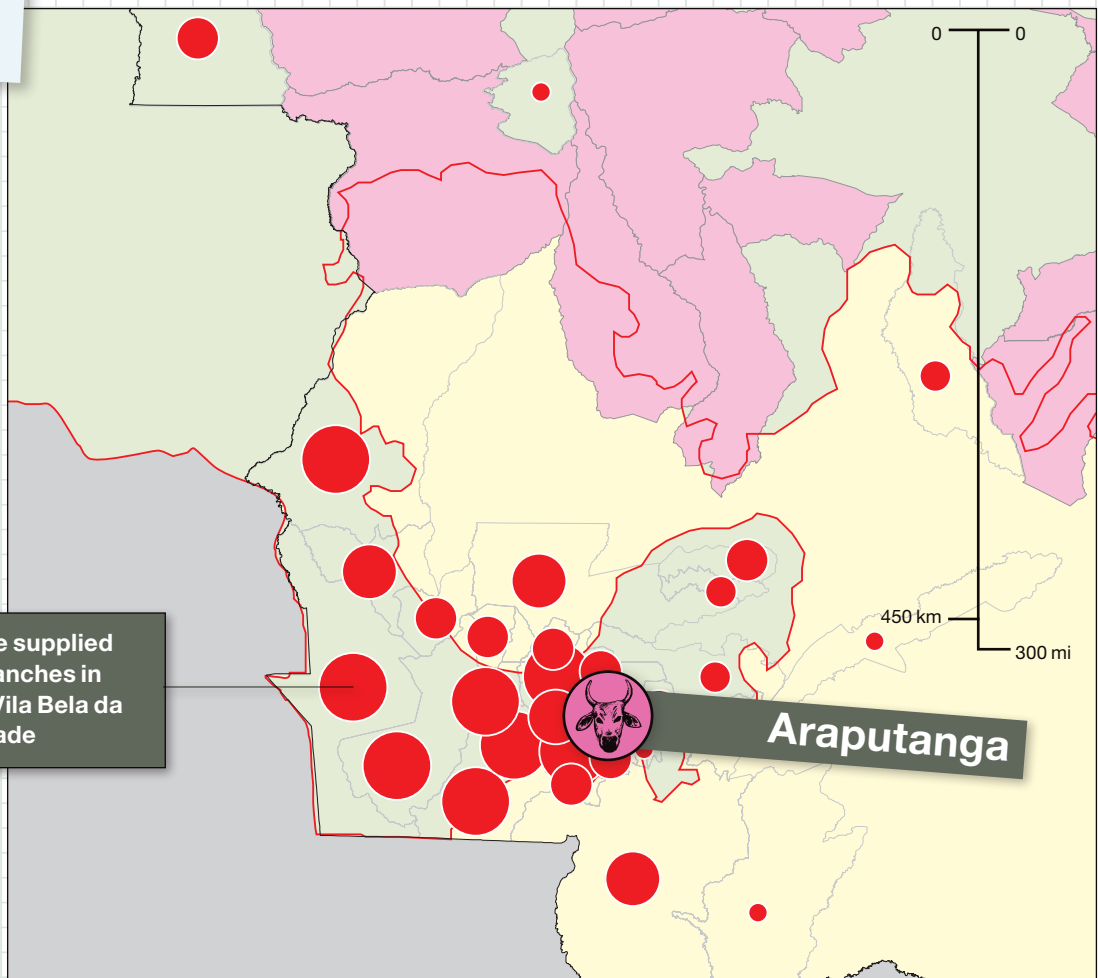 0 0
450 km
300 mi
e supplied
anches in
Vila Bela da
ade
Araputanga